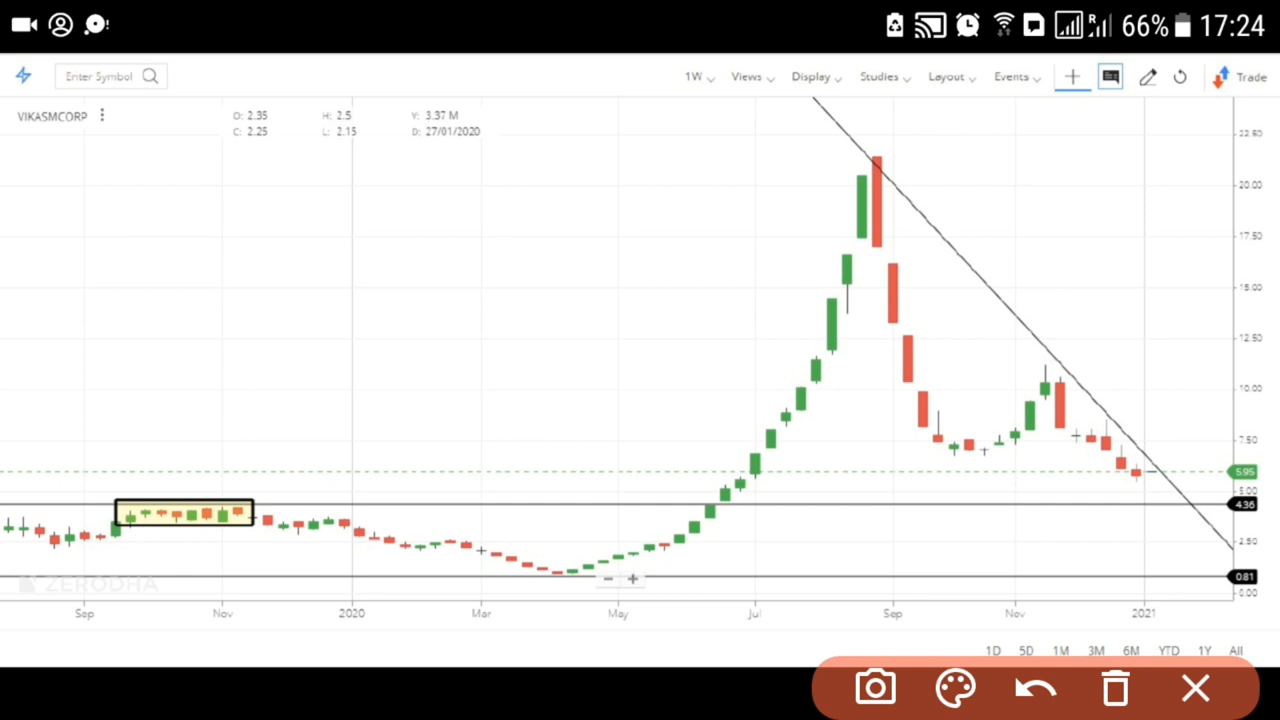 66% 17:24
Enter Symbol 1W Views Display Studies Layout Events Trade
VIKASMCORP O: 2.35 H: 2.5 V: 3.37 M
C: 2.25 L: 2.15 D: 27/01/2020
22.50
20.00
17.50
15.00
12.50
10.00
7.50
5.95
5.00
4.36
2.50
0.81
0.00
ZERODHA
Sep Nov 2020 Mar May Jul Sep Nov 2021
1D 5D 1M 3M 6M YTD 1Y All